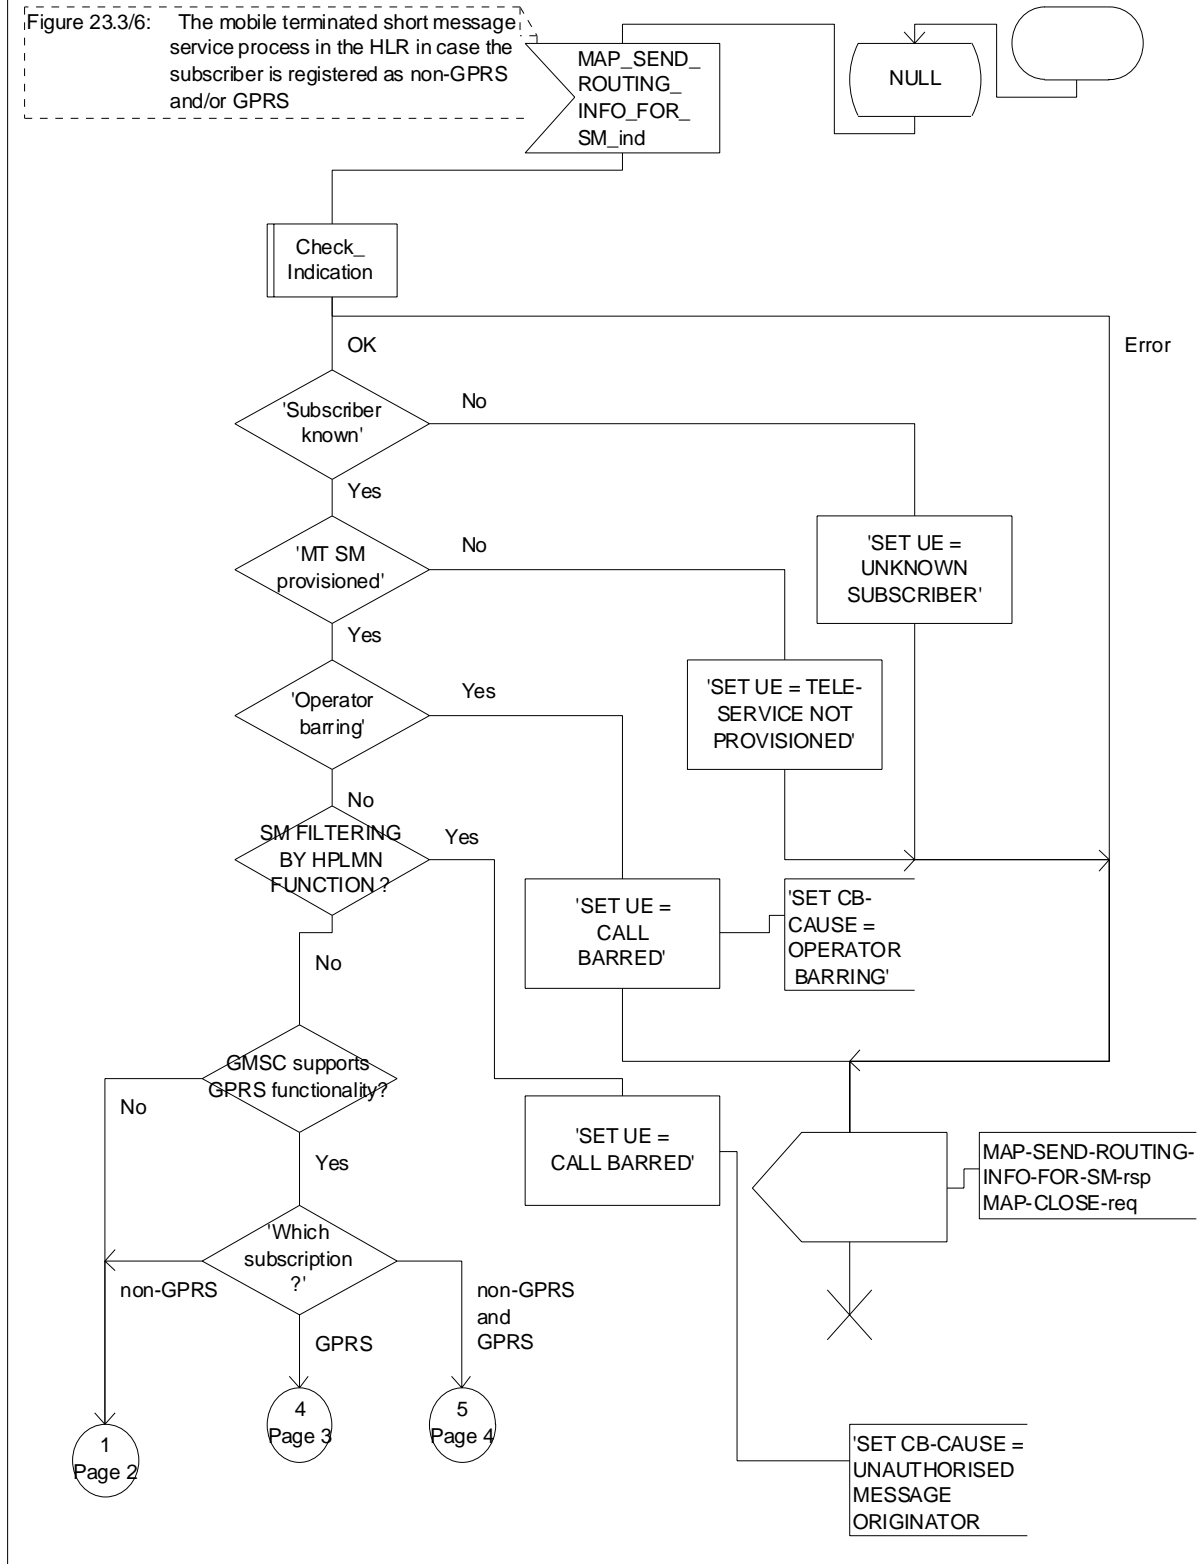 Figure 23.3/6: The mobile terminated short message
service process in the HLR in case the
subscriber is registered as non-GPRS
and/or GPRS
MAP_SEND_
ROUTING_
INFO_FOR_
SM_ind
NULL
Check_
Indication
OK
Error
'Subscriber
known'
No
Yes
'MT SM
provisioned'
No
'SET UE =
UNKNOWN
SUBSCRIBER'
Yes
'Operator
barring'
Yes
'SET UE = TELE-
SERVICE NOT
PROVISIONED'
No
SM FILTERING
BY HPLMN
FUNCTION ?
Yes
'SET UE =
CALL
BARRED'
'SET CB-
CAUSE =
OPERATOR
BARRING'
No
GMSC supports
GPRS functionality?
No
Yes
'SET UE =
CALL BARRED'
MAP-SEND-ROUTING-
INFO-FOR-SM-rsp
MAP-CLOSE-req
'Which
subscription
?'
non-GPRS
GPRS
non-GPRS
and
GPRS
1
Page 2
4
Page 3
5
Page 4
'SET CB-CAUSE =
UNAUTHORISED
MESSAGE
ORIGINATOR